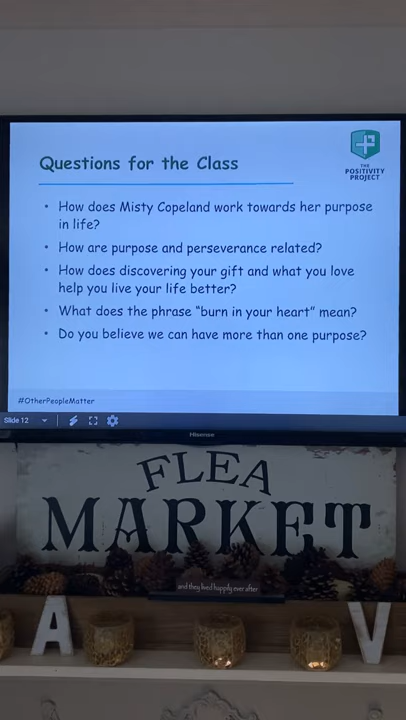 Questions for the Class
THE
POSITIVITY
PROJECT
• How does Misty Copeland work towards her purpose
in life?
• How are purpose and perseverance related?
• How does discovering your gift and what you love
help you live your life better?
• What does the phrase “burn in your heart” mean?
• Do you believe we can have more than one purpose?
#OtherPeopleMatter
Slide 12
Hisense
FLEA
MARKET
and they lived happily ever after
A
V